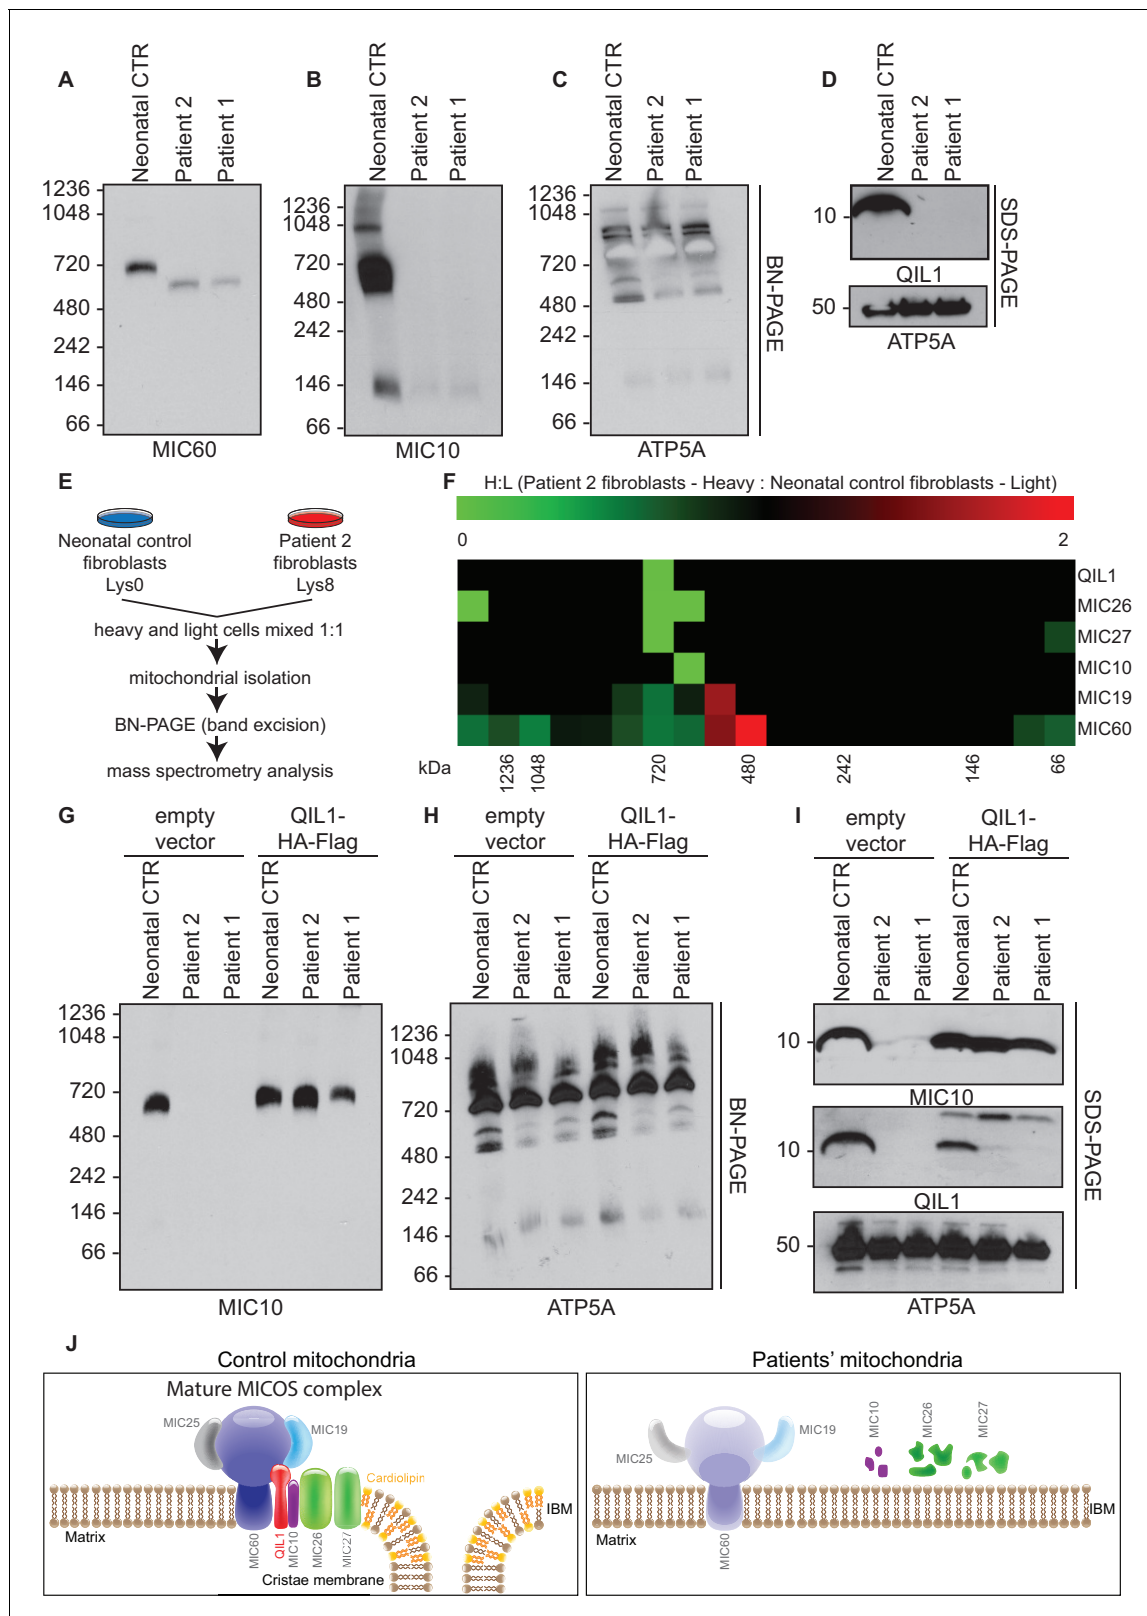 A
Neonatal CTR
Patient 2
Patient 1
1236
1048
720
480
242
146
66
MIC60
B
Neonatal CTR
Patient 2
Patient 1
1236
1048
720
480
242
146
66
MIC10
C
Neonatal CTR
Patient 2
Patient 1
1236
1048
720
480
242
146
66
ATP5A
BN-PAGE
D
Neonatal CTR
Patient 2
Patient 1
10
QIL1
50
ATP5A
SDS-PAGE
E
Neonatal control
fibroblasts
Lys0
Patient 2
fibroblasts
Lys8
heavy and light cells mixed 1:1
mitochondrial isolation
BN-PAGE (band excision)
mass spectrometry analysis
F
H:L (Patient 2 fibroblasts - Heavy : Neonatal control fibroblasts - Light)
0
2
QIL1
MIC26
MIC27
MIC10
MIC19
MIC60
kDa
1236
1048
720
480
242
146
66
G
empty
vector
QIL1-
HA-Flag
Neonatal CTR
Patient 2
Patient 1
Neonatal CTR
Patient 2
Patient 1
1236
1048
720
480
242
146
66
MIC10
H
empty
vector
QIL1-
HA-Flag
Neonatal CTR
Patient 2
Patient 1
Neonatal CTR
Patient 2
Patient 1
1236
1048
720
480
242
146
66
ATP5A
BN-PAGE
I
empty
vector
QIL1-
HA-Flag
Neonatal CTR
Patient 2
Patient 1
Neonatal CTR
Patient 2
Patient 1
10
MIC10
10
QIL1
50
ATP5A
SDS-PAGE
J
Control mitochondria
Mature MICOS complex
MIC25
MIC19
Cardiolipin
IBM
Matrix
MIC60
QIL1
MIC10
MIC26
MIC27
Cristae membrane
Patients' mitochondria
MIC25
MIC19
MIC10
MIC26
MIC27
IBM
Matrix
MIC60